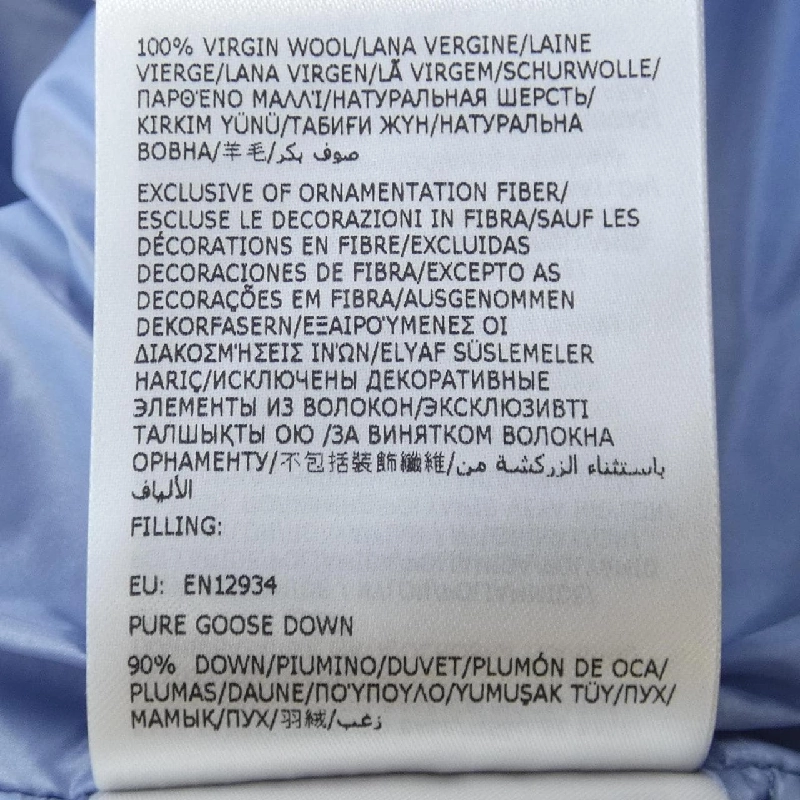 100% VIRGIN WOOL/LANA VERGINE/LAINE
VIERGE/LANA VIRGEN/LÃ VIRGEM/SCHURWOLLE/
ΠΑΡΘΈΝΟ ΜΑΛΛΊ/НАТУРАЛЬНАЯ ШЕРСТЬ/
KIRKIM YÜNÜ/ТАБИҒИ ЖҮН/НАТУРАЛЬНА
ВОВНА/羊毛/صوف بكر
EXCLUSIVE OF ORNAMENTATION FIBER/
ESCLUSE LE DECORAZIONI IN FIBRA/SAUF LES
DÉCORATIONS EN FIBRE/EXCLUIDAS
DECORACIONES DE FIBRA/EXCEPTO AS
DECORAÇÕES EM FIBRA/AUSGENOMMEN
DEKORFASERN/ΕΞΑΙΡΟΎΜΕΝΕΣ ΟΙ
ΔΙΑΚΟΣΜΉΣΕΙΣ ΙΝΏΝ/ELYAF SÜSLEMELER
HARIÇ/ИСКЛЮЧЕНЫ ДЕКОРАТИВНЫЕ
ЭЛЕМЕНТЫ ИЗ ВОЛОКОН/ЭКСКЛЮЗИВТІ
ТАЛШЫҚТЫ ОЮ /ЗА ВИНЯТКОМ ВОЛОКНА
ОРНАМЕНТУ/不包括裝飾纖維/باستثناء الزركشة من
الألياف
FILLING:
EU: EN12934
PURE GOOSE DOWN
90% DOWN/PIUMINO/DUVET/PLUMÓN DE OCA/
PLUMAS/DAUNE/ΠΟΎΠΟΥΛΟ/YUMUŞAK TÜY/ПУХ/
МАМЫҚ/ПУХ/羽絨/زغب